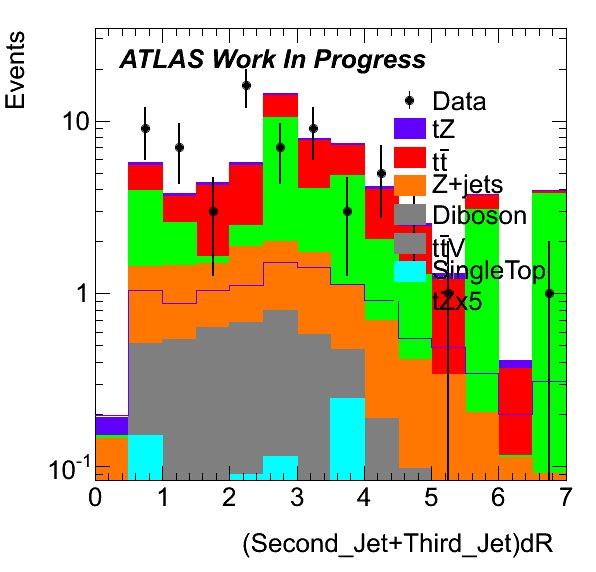 Events
ATLAS Work In Progress
Data
tZ
tt̄
Z+jets
Diboson
tt̄V
SingleTop
tZx5
10
1
10⁻¹
0 1 2 3 4 5 6 7
(Second_Jet+Third_Jet)dR